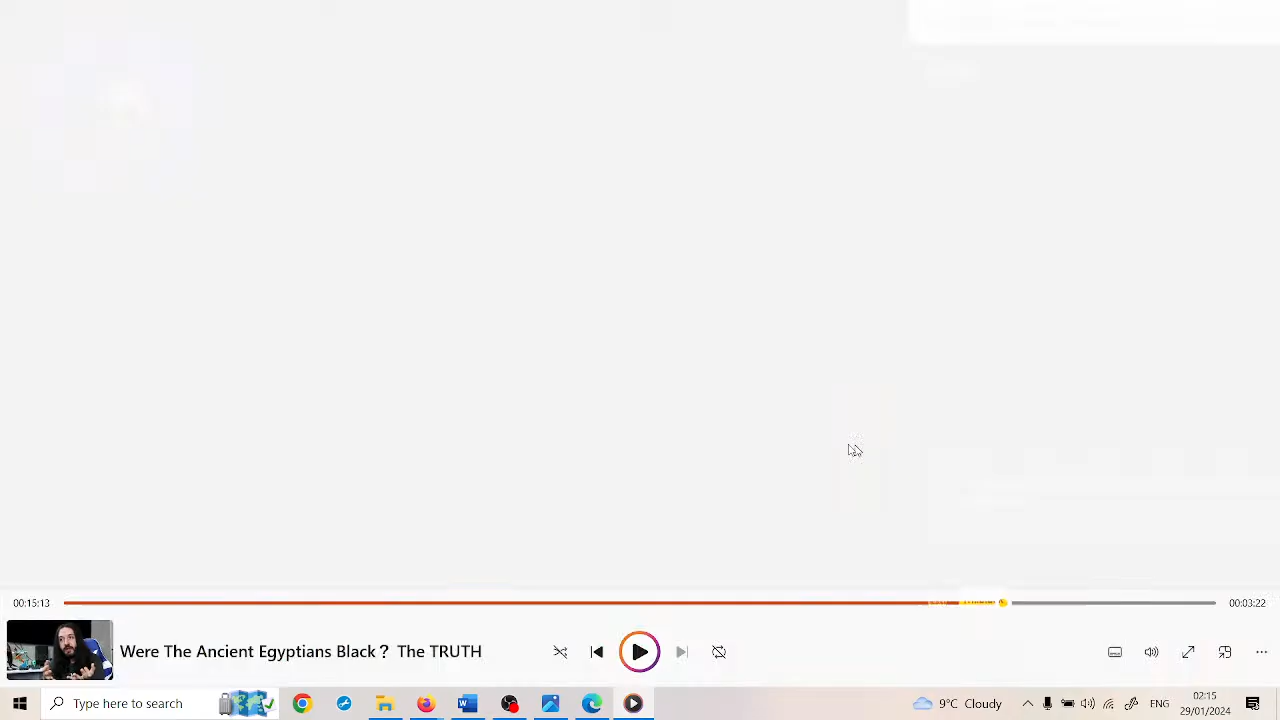 00:15:13
00:03:22
Were The Ancient Egyptians Black? The TRUTH
Type here to search
9°C Cloudy
ENG
02:15
29/01/2024